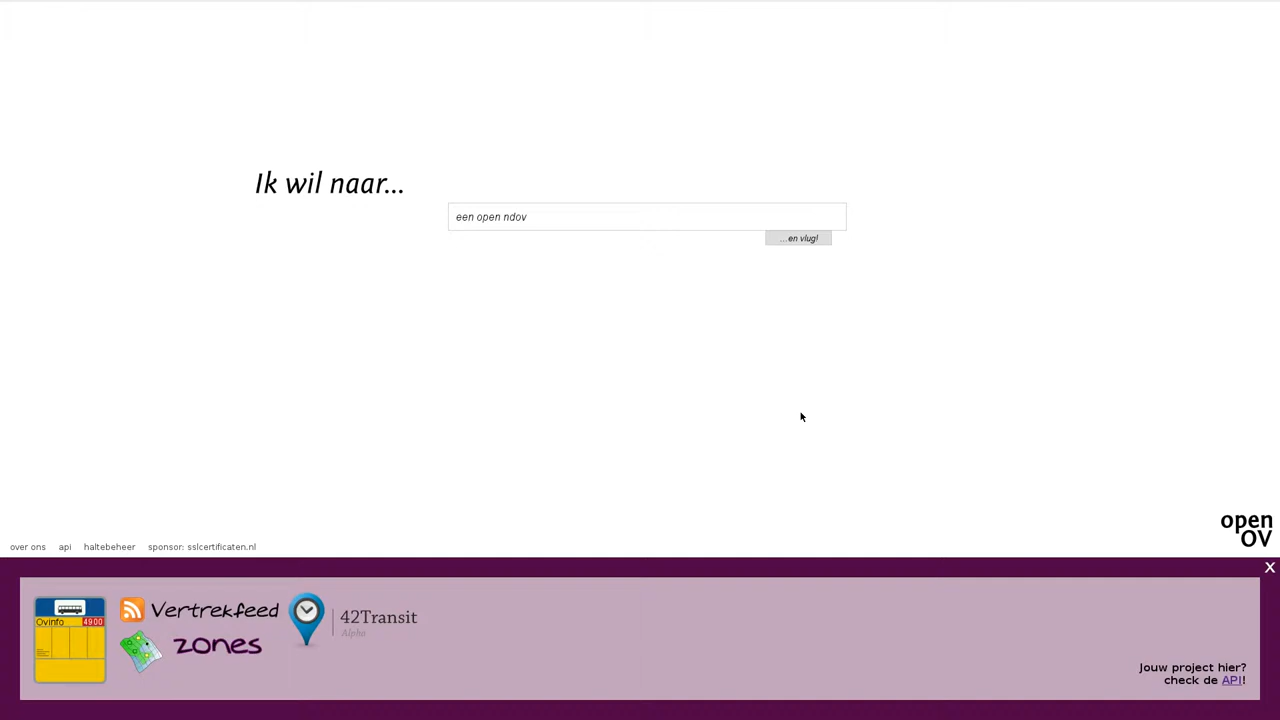 Ik wil naar...
een open ndov
...en vlug!
open
OV
over ons api haltebeheer sponsor: sslcertificaten.nl
X
Ovinfo 4900
Vertrekfeed
zones
42Transit
Alpha
Jouw project hier?
check de API!